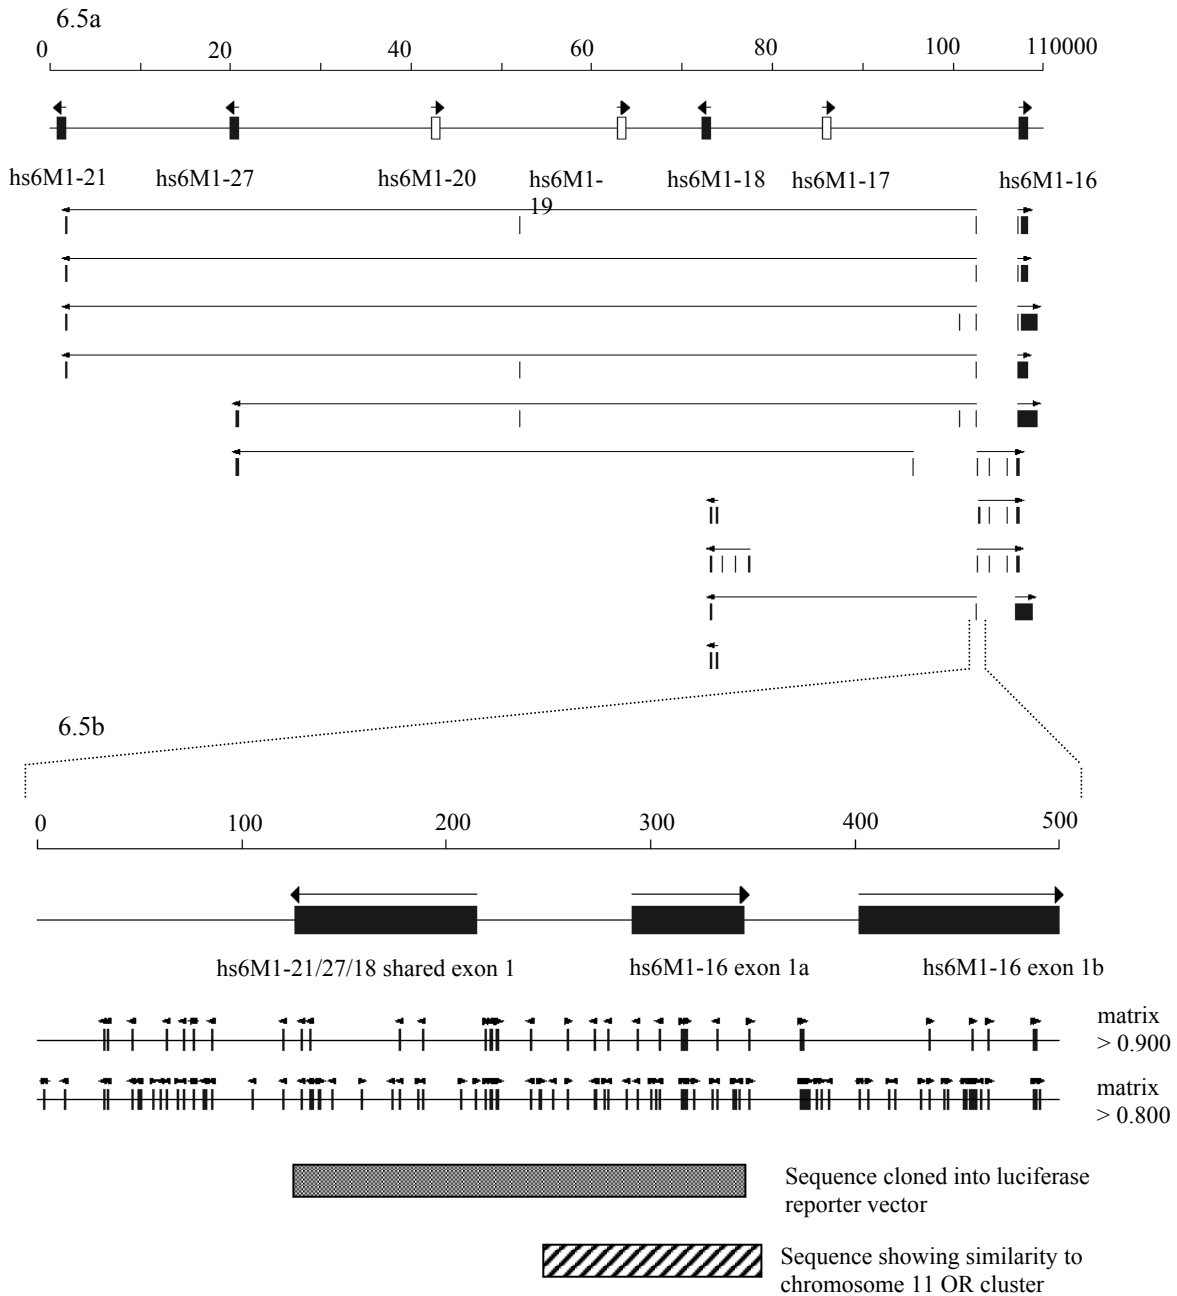 6.5a
0 20 40 60 80 100 110000
hs6M1-21 hs6M1-27 hs6M1-20 hs6M1- hs6M1-18 hs6M1-17 hs6M1-16
19
6.5b
0 100 200 300 400 500
hs6M1-21/27/18 shared exon 1 hs6M1-16 exon 1a hs6M1-16 exon 1b
matrix
> 0.900
matrix
> 0.800
Sequence cloned into luciferase
reporter vector
Sequence showing similarity to
chromosome 11 OR cluster